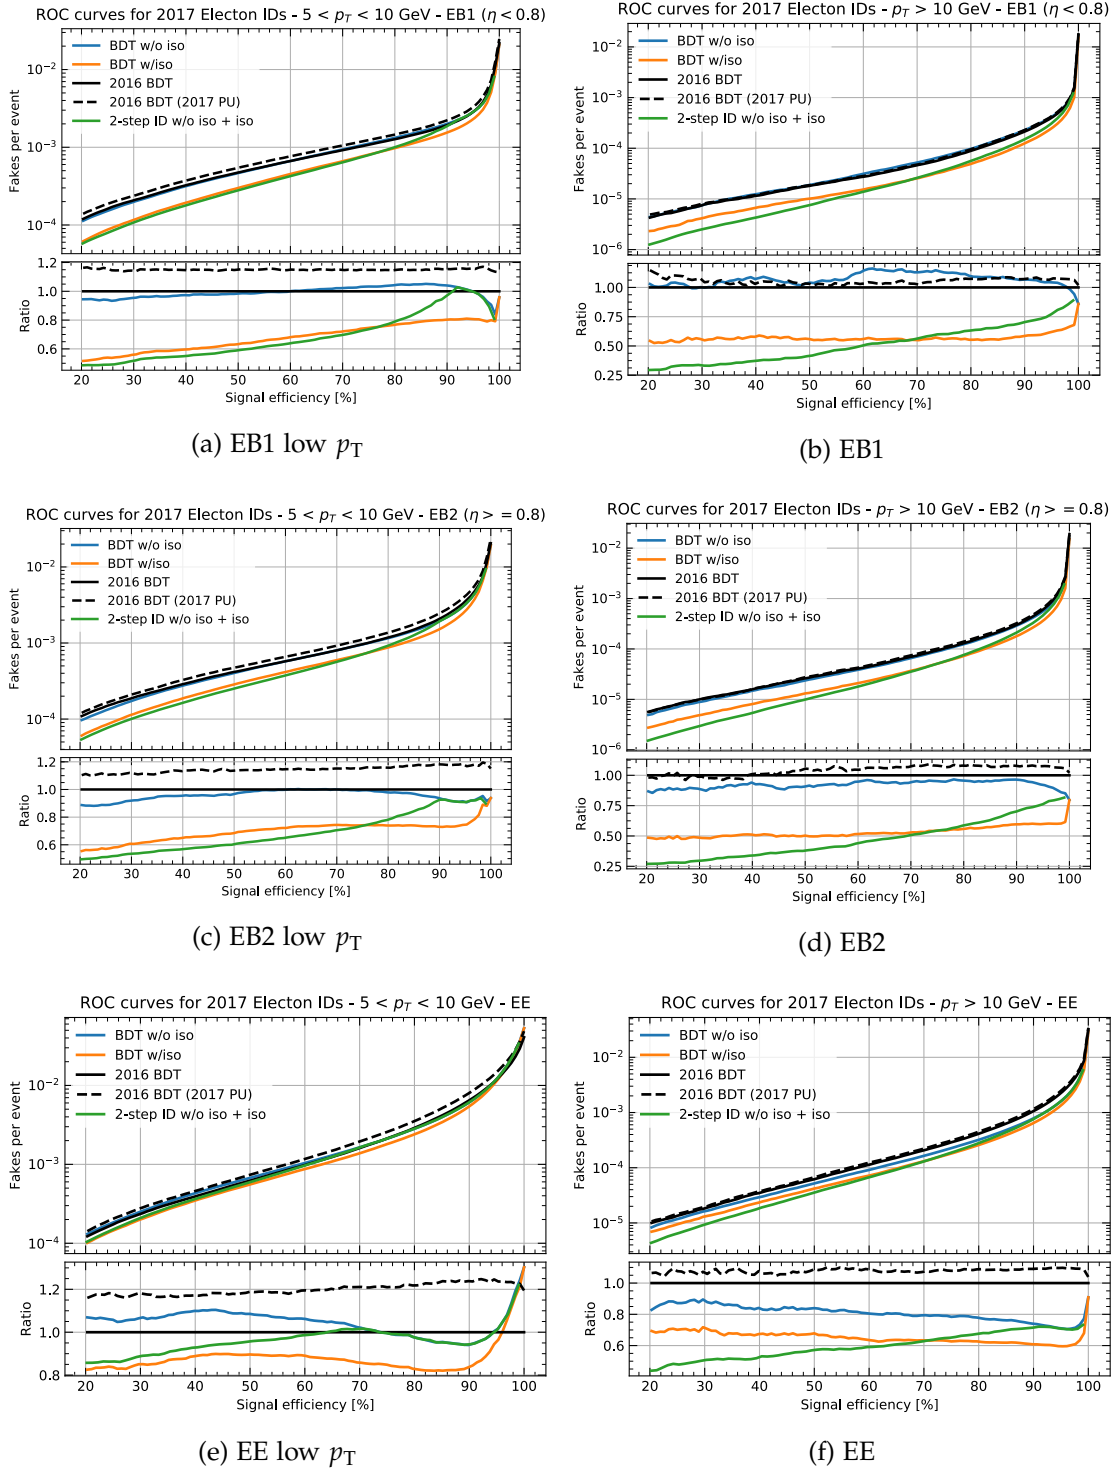 ROC curves for 2017 Electon IDs - 5 < p_T < 10 GeV - EB1 (η < 0.8)
BDT w/o iso
BDT w/iso
2016 BDT
2016 BDT (2017 PU)
2-step ID w/o iso + iso
Fakes per event
10⁻²
10⁻³
10⁻⁴
Ratio
1.2
1.0
0.8
0.6
20 30 40 50 60 70 80 90 100
Signal efficiency [%]
(a) EB1 low p_T
ROC curves for 2017 Electon IDs - p_T > 10 GeV - EB1 (η < 0.8)
BDT w/o iso
BDT w/iso
2016 BDT
2016 BDT (2017 PU)
2-step ID w/o iso + iso
Fakes per event
10⁻²
10⁻³
10⁻⁴
10⁻⁵
10⁻⁶
Ratio
1.00
0.75
0.50
0.25
20 30 40 50 60 70 80 90 100
Signal efficiency [%]
(b) EB1
ROC curves for 2017 Electon IDs - 5 < p_T < 10 GeV - EB2 (η >= 0.8)
BDT w/o iso
BDT w/iso
2016 BDT
2016 BDT (2017 PU)
2-step ID w/o iso + iso
Fakes per event
10⁻²
10⁻³
10⁻⁴
Ratio
1.2
1.0
0.8
0.6
20 30 40 50 60 70 80 90 100
Signal efficiency [%]
(c) EB2 low p_T
ROC curves for 2017 Electon IDs - p_T > 10 GeV - EB2 (η >= 0.8)
BDT w/o iso
BDT w/iso
2016 BDT
2016 BDT (2017 PU)
2-step ID w/o iso + iso
Fakes per event
10⁻²
10⁻³
10⁻⁴
10⁻⁵
10⁻⁶
Ratio
1.00
0.75
0.50
0.25
20 30 40 50 60 70 80 90 100
Signal efficiency [%]
(d) EB2
ROC curves for 2017 Electon IDs - 5 < p_T < 10 GeV - EE
BDT w/o iso
BDT w/iso
2016 BDT
2016 BDT (2017 PU)
2-step ID w/o iso + iso
Fakes per event
10⁻²
10⁻³
10⁻⁴
Ratio
1.2
1.0
0.8
20 30 40 50 60 70 80 90 100
Signal efficiency [%]
(e) EE low p_T
ROC curves for 2017 Electon IDs - p_T > 10 GeV - EE
BDT w/o iso
BDT w/iso
2016 BDT
2016 BDT (2017 PU)
2-step ID w/o iso + iso
Fakes per event
10⁻²
10⁻³
10⁻⁴
10⁻⁵
Ratio
1.0
0.8
0.6
20 30 40 50 60 70 80 90 100
Signal efficiency [%]
(f) EE